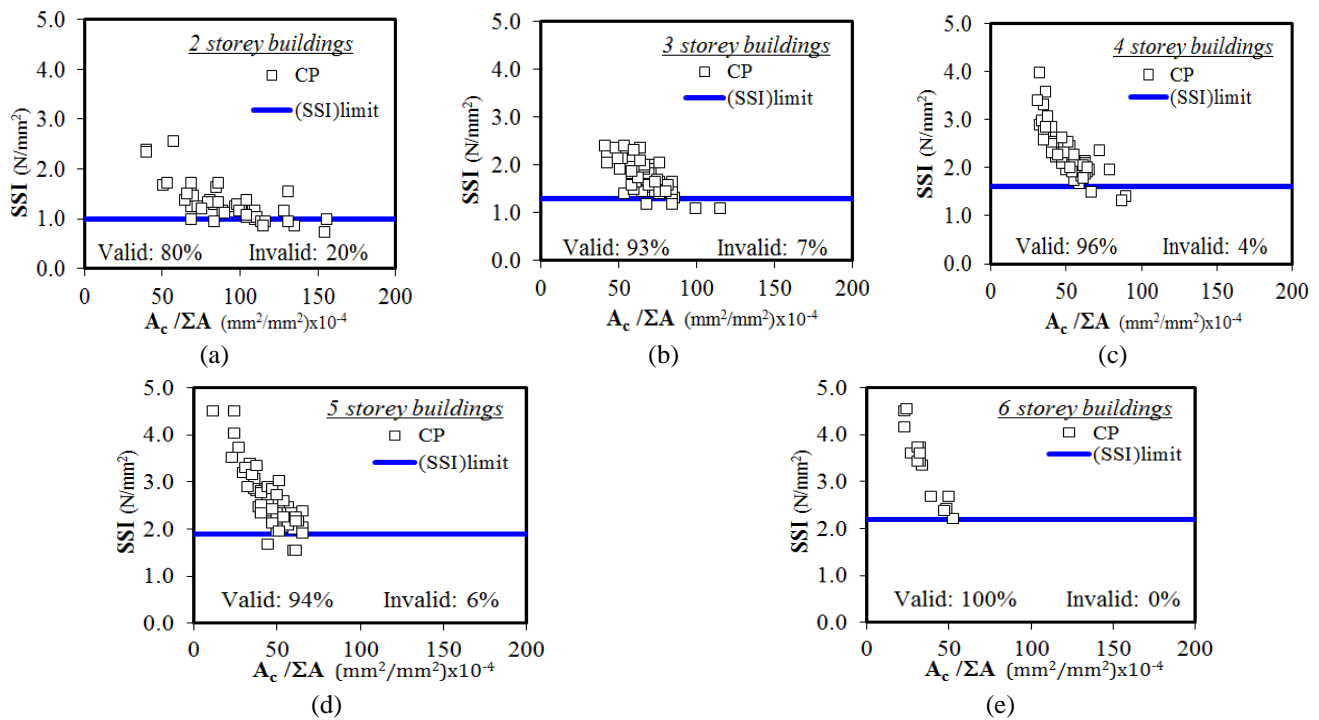 5.0
4.0
3.0
2.0
1.0
0.0
SSI (N/mm²)
2 storey buildings
CP
(SSI)limit
Valid: 80% Invalid: 20%
0 50 100 150 200
A_c /ΣA (mm²/mm²)x10⁻⁴
(a)
5.0
4.0
3.0
2.0
1.0
0.0
SSI (N/mm²)
3 storey buildings
CP
(SSI)limit
Valid: 93% Invalid: 7%
0 50 100 150 200
A_c /ΣA (mm²/mm²)x10⁻⁴
(b)
5.0
4.0
3.0
2.0
1.0
0.0
SSI (N/mm²)
4 storey buildings
CP
(SSI)limit
Valid: 96% Invalid: 4%
0 50 100 150 200
A_c /ΣA (mm²/mm²)x10⁻⁴
(c)
5.0
4.0
3.0
2.0
1.0
0.0
SSI (N/mm²)
5 storey buildings
CP
(SSI)limit
Valid: 94% Invalid: 6%
0 50 100 150 200
A_c /ΣA (mm²/mm²)x10⁻⁴
(d)
5.0
4.0
3.0
2.0
1.0
0.0
SSI (N/mm²)
6 storey buildings
CP
(SSI)limit
Valid: 100% Invalid: 0%
0 50 100 150 200
A_c /ΣA (mm²/mm²)x10⁻⁴
(e)